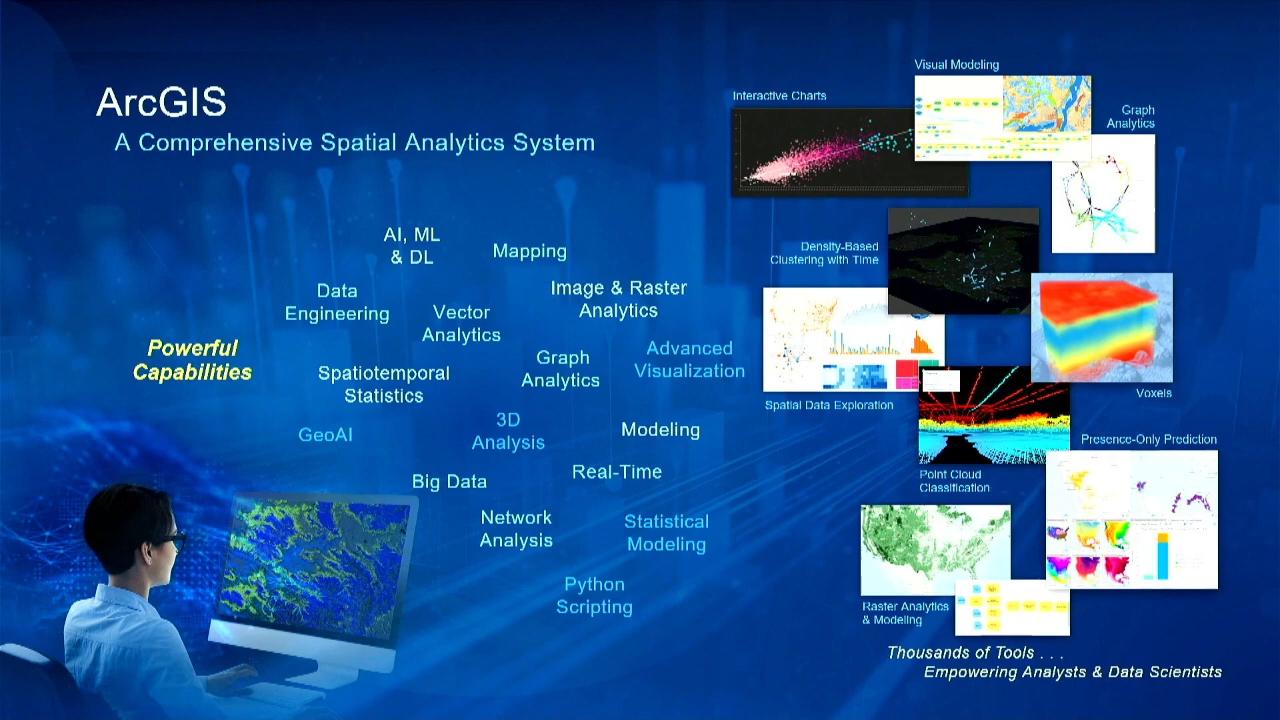 ArcGIS
A Comprehensive Spatial Analytics System
Powerful
Capabilities
AI, ML
& DL
Mapping
Data
Engineering
Vector
Analytics
Image & Raster
Analytics
Spatiotemporal
Statistics
Graph
Analytics
Advanced
Visualization
GeoAI
3D
Analysis
Modeling
Big Data
Real-Time
Network
Analysis
Statistical
Modeling
Python
Scripting
Interactive Charts
Visual Modeling
Graph
Analytics
Density-Based
Clustering with Time
Voxels
Spatial Data Exploration
Point Cloud
Classification
Presence-Only Prediction
Raster Analytics
& Modeling
Thousands of Tools . . .
Empowering Analysts & Data Scientists